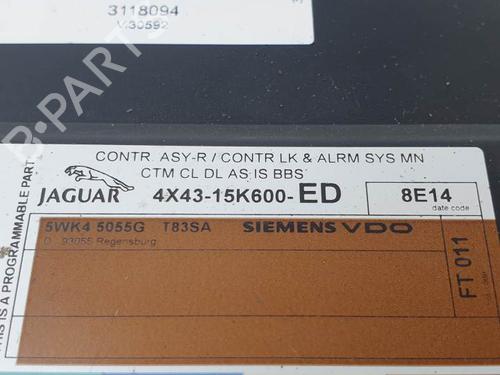 3118094
V30592
CONTR. ASY-R / CONTR LK & ALRM SYS MN
CTM CL DL AS IS BBS
JAGUAR
4X43-15K600-ED
8E14
date code
5WK4 5055G T83SA SIEMENS VDO
D 93055 Regensburg
FT 011
THIS IS A PROGRAMMABLE PART
B-PARTS